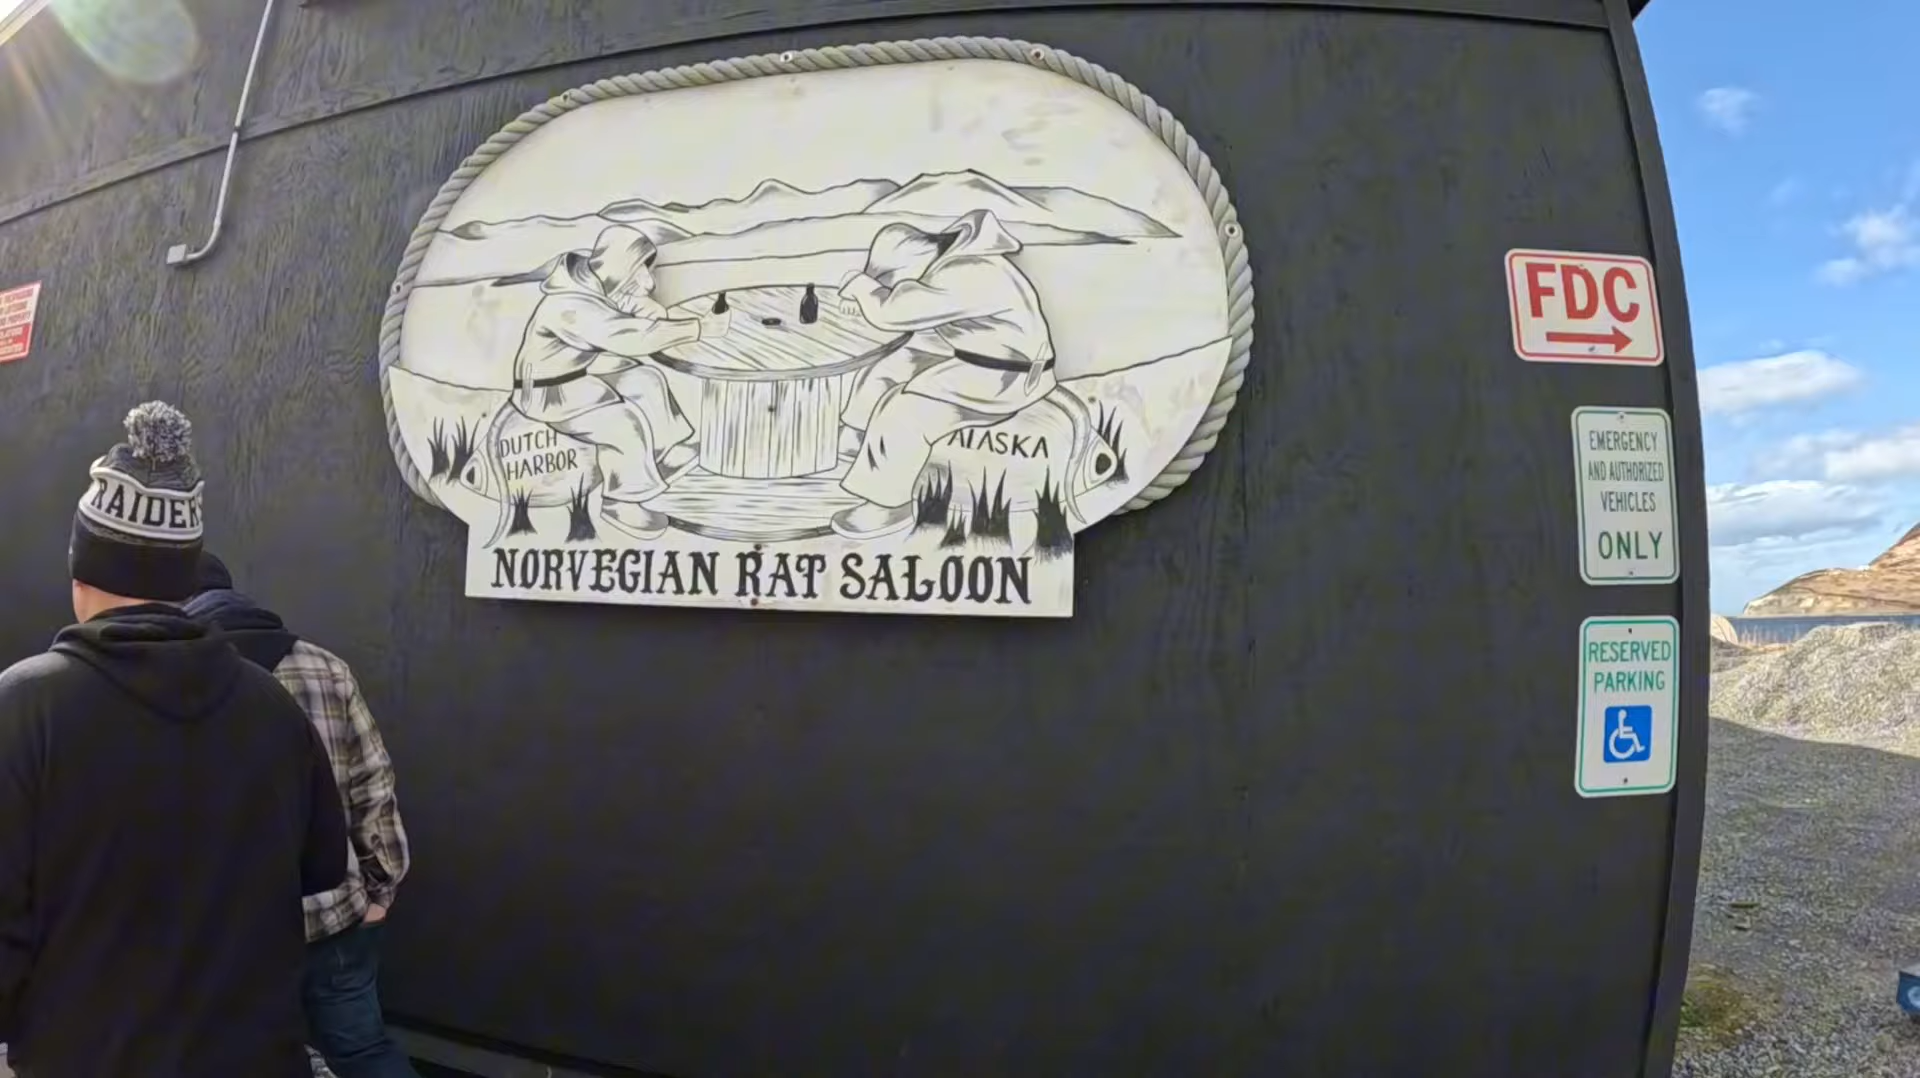 RAIDERS
DUTCH
HARBOR
ALASKA
NORVEGIAN RAT SALOON
FDC
EMERGENCY
AND AUTHORIZED
VEHICLES
ONLY
RESERVED
PARKING